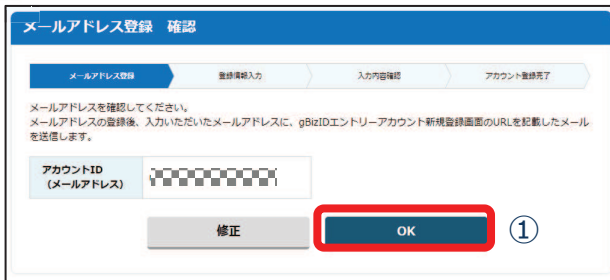 メールアドレス登録 確認
メールアドレス登録 登録情報入力 入力内容確認 アカウント登録完了
メールアドレスを確認してください。
メールアドレスの登録後、入力いただいたメールアドレスに、gBizIDエントリーアカウント新規登録画面のURLを記載したメール
を送信します。
アカウントID
（メールアドレス）
修正 OK ①